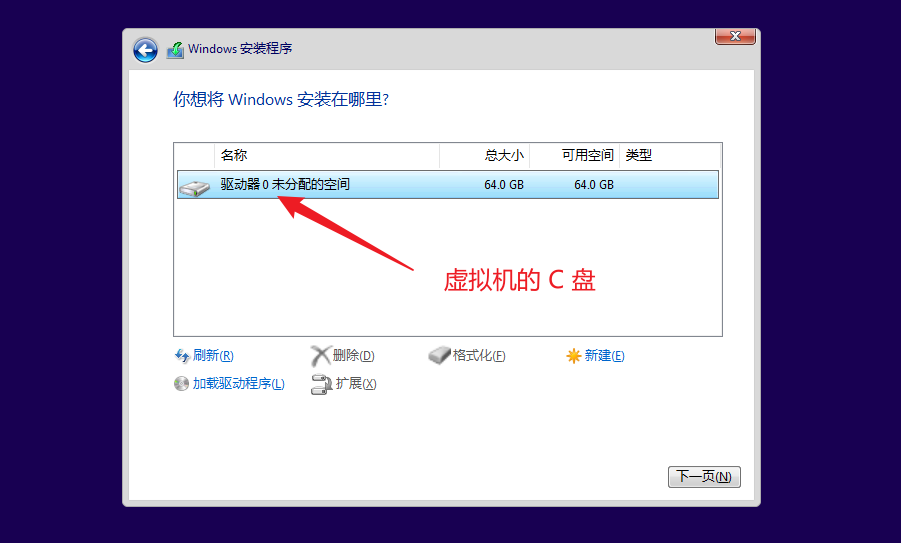 Windows 安装程序
你想将 Windows 安装在哪里?
名称 总大小 可用空间 类型
驱动器 0 未分配的空间 64.0 GB 64.0 GB
虚拟机的 C 盘
刷新(R) 删除(D) 格式化(F) 新建(E)
加载驱动程序(L) 扩展(X)
下一页(N)